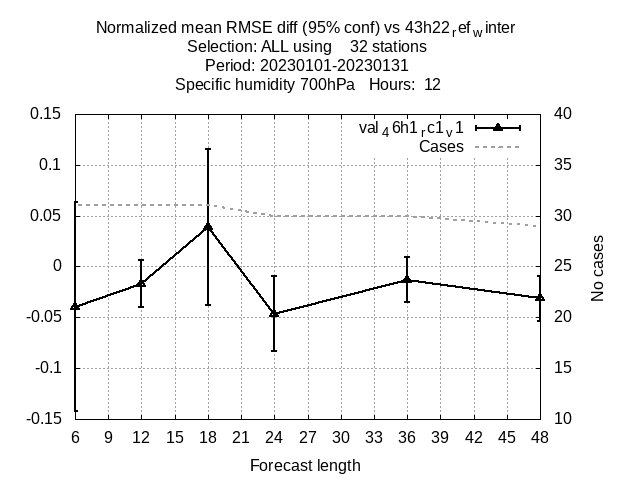 Normalized mean RMSE diff (95% conf) vs 43h22refwinter
Selection: ALL using 32 stations
Period: 20230101-20230131
Specific humidity 700hPa Hours: 12
val46h1rc1v1
Cases
0.15
0.1
0.05
0
-0.05
-0.1
-0.15
40
35
30
25
20
15
10
No cases
6 9 12 15 18 21 24 27 30 33 36 39 42 45 48
Forecast length